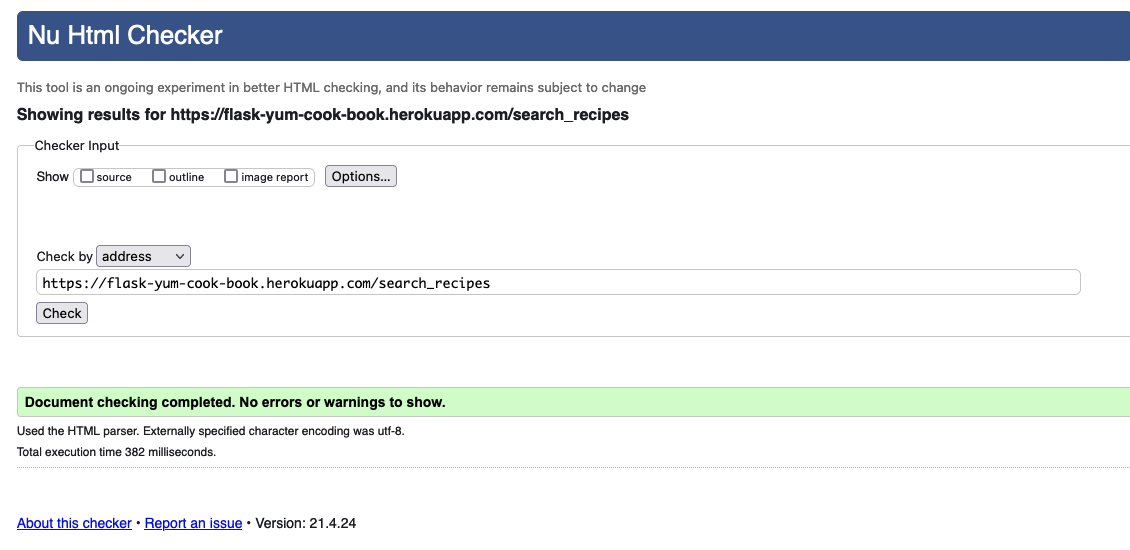 Nu Html Checker
This tool is an ongoing experiment in better HTML checking, and its behavior remains subject to change
Showing results for https://flask-yum-cook-book.herokuapp.com/search_recipes
Checker Input
Show source outline image report Options...
Check by address
https://flask-yum-cook-book.herokuapp.com/search_recipes
Check
Document checking completed. No errors or warnings to show.
Used the HTML parser. Externally specified character encoding was utf-8.
Total execution time 382 milliseconds.
About this checker • Report an issue • Version: 21.4.24